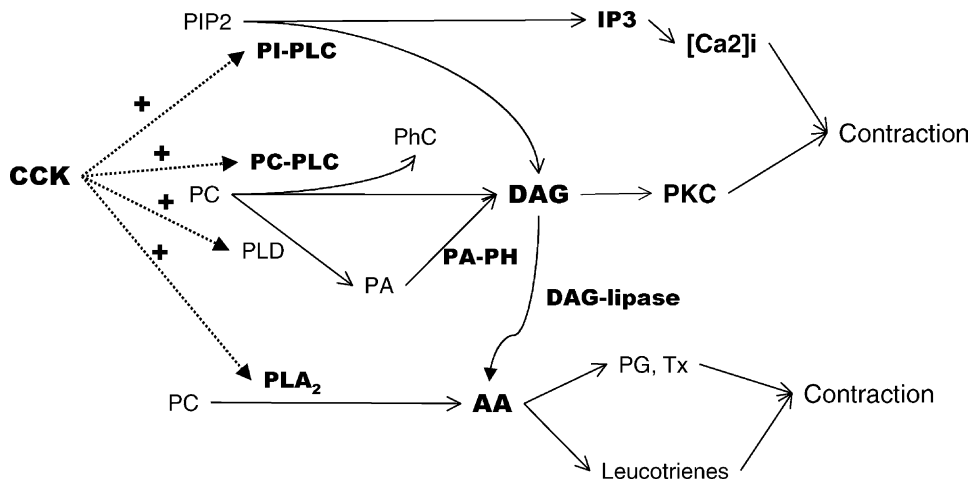 PIP2
IP3
[Ca2]i
PI-PLC
+
PhC
Contraction
+
PC-PLC
CCK
PC
DAG
PKC
+
PLD
+
PA-PH
PA
DAG-lipase
PG, Tx
PLA2
PC
AA
Contraction
Leucotrienes